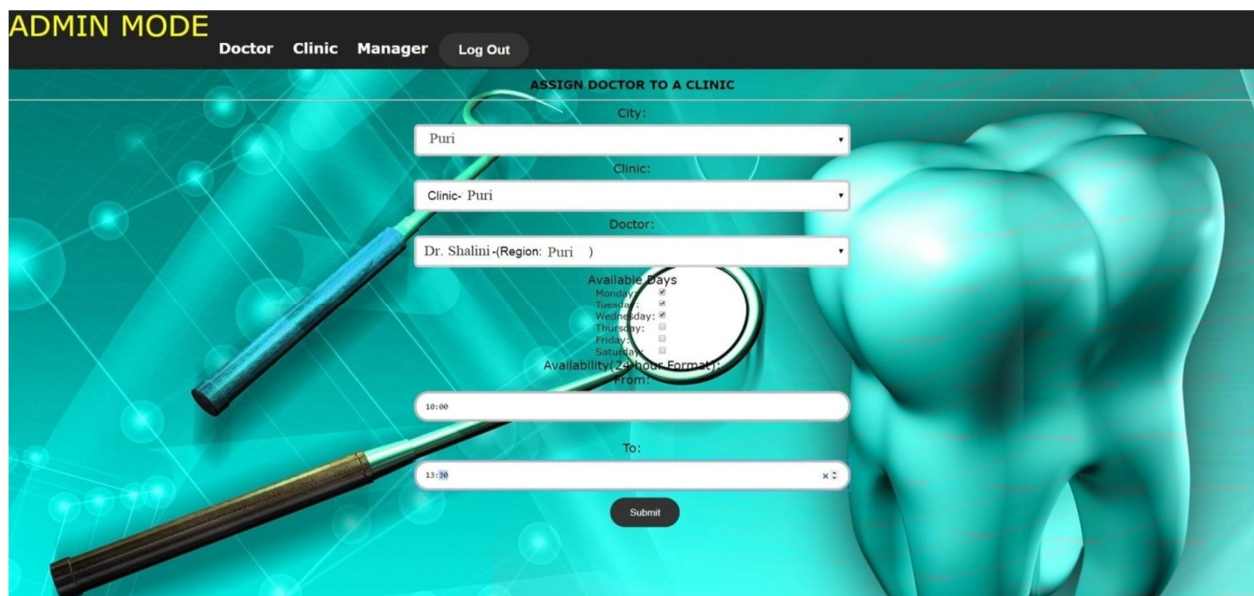 ADMIN MODE
Doctor Clinic Manager Log Out
ASSIGN DOCTOR TO A CLINIC
City:
Puri
Clinic:
Clinic- Puri
Doctor:
Dr. Shalini-(Region: Puri )
Available Days
Monday:
Tuesday:
Wednesday:
Thursday:
Friday:
Saturday:
Availability(24 hour Format):
From:
10:00
To:
13:30
Submit